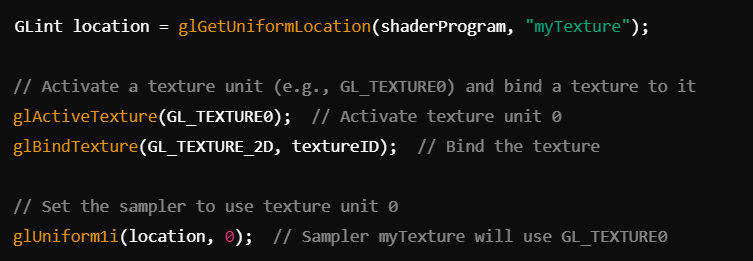 GLint location = glGetUniformLocation(shaderProgram, "myTexture");
// Activate a texture unit (e.g., GL_TEXTURE0) and bind a texture to it
glActiveTexture(GL_TEXTURE0);  // Activate texture unit 0
glBindTexture(GL_TEXTURE_2D, textureID);  // Bind the texture
// Set the sampler to use texture unit 0
glUniform1i(location, 0);  // Sampler myTexture will use GL_TEXTURE0